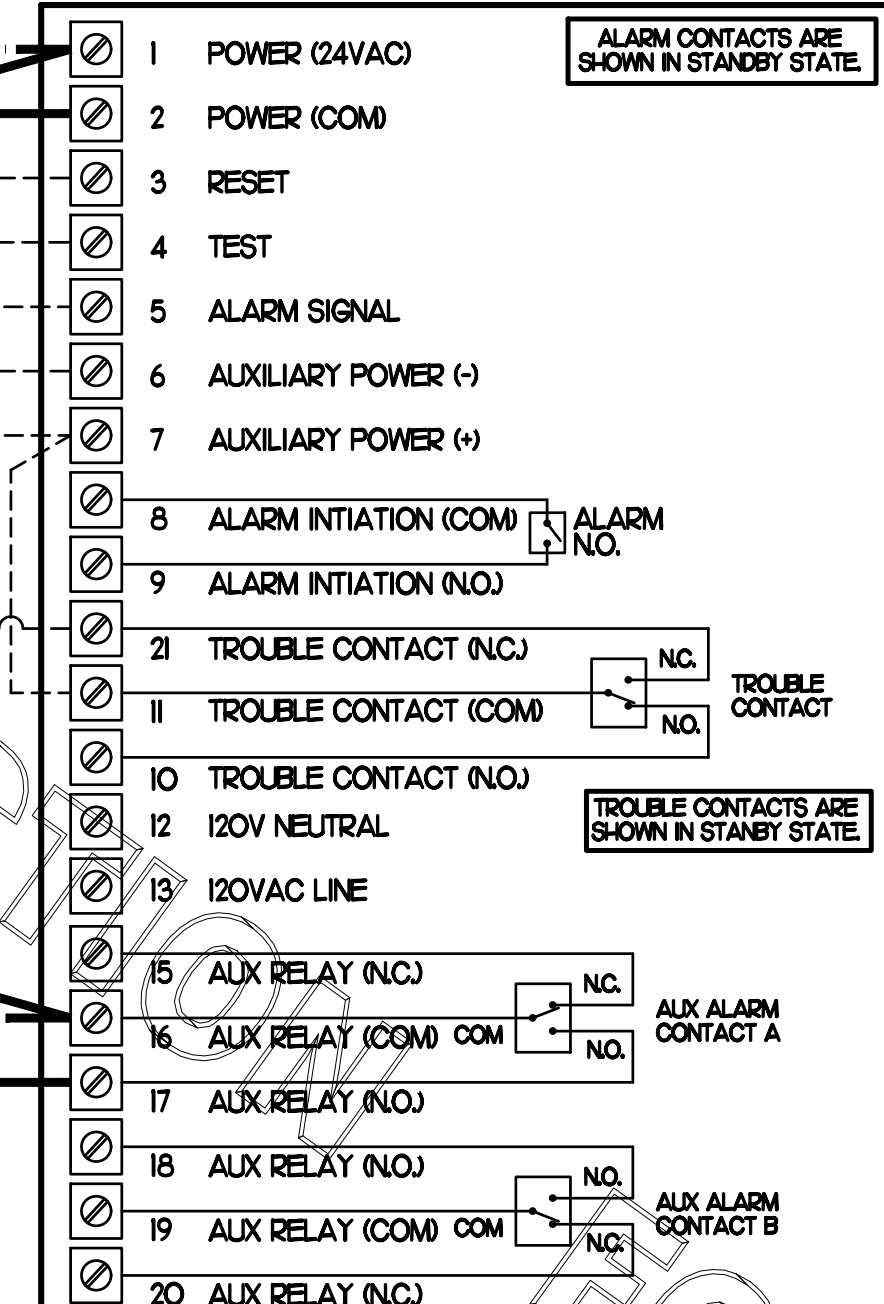 ALARM CONTACTS ARE
SHOWN IN STANDBY STATE.
1 POWER (24VAC)
2 POWER (COM)
3 RESET
4 TEST
5 ALARM SIGNAL
6 AUXILIARY POWER (-)
7 AUXILIARY POWER (+)
8 ALARM INTIATION (COM)
ALARM
N.O.
9 ALARM INTIATION (N.O.)
21 TROUBLE CONTACT (N.C.)
N.C.
TROUBLE
CONTACT
11 TROUBLE CONTACT (COM)
N.O.
10 TROUBLE CONTACT (N.O.)
TROUBLE CONTACTS ARE
SHOWN IN STANBY STATE.
12 120V NEUTRAL
13 120VAC LINE
15 AUX RELAY (N.C.)
N.C.
AUX ALARM
CONTACT A
16 AUX RELAY (COM) COM
N.O.
17 AUX RELAY (N.O.)
18 AUX RELAY (N.O.)
N.O.
AUX ALARM
CONTACT B
19 AUX RELAY (COM) COM
N.C.
20 AUX RELAY (N.C.)